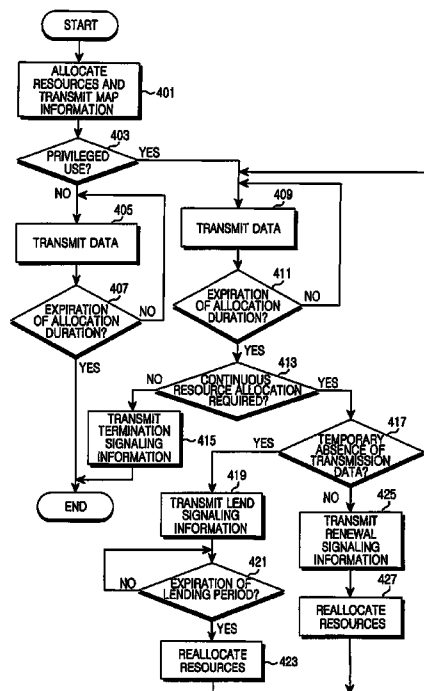 START
ALLOCATE
RESOURCES AND
TRANSMIT MAP
INFORMATION
401
403
PRIVILEGED
USE?
YES
NO
405
TRANSMIT DATA
409
TRANSMIT DATA
407
EXPIRATION
OF ALLOCATION
DURATION?
NO
YES
411
EXPIRATION
OF ALLOCATION
DURATION?
NO
YES
413
CONTINUOUS
RESOURCE ALLOCATION
REQUIRED?
NO
YES
TRANSMIT
TERMINATION
SIGNALING
INFORMATION
415
END
417
TEMPORARY
ABSENCE OF
TRANSMISSION
DATA?
YES
NO
419
TRANSMIT LEND
SIGNALING
INFORMATION
425
TRANSMIT
RENEWAL
SIGNALING
INFORMATION
421
EXPIRATION OF
LENDING PERIOD?
NO
YES
427
REALLOCATE
RESOURCES
REALLOCATE
RESOURCES
423